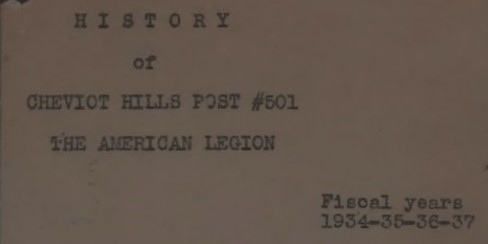 HISTORY
of
CHEVIOT HILLS POST #501
THE AMERICAN LEGION
Fiscal years
1934-35-36-37